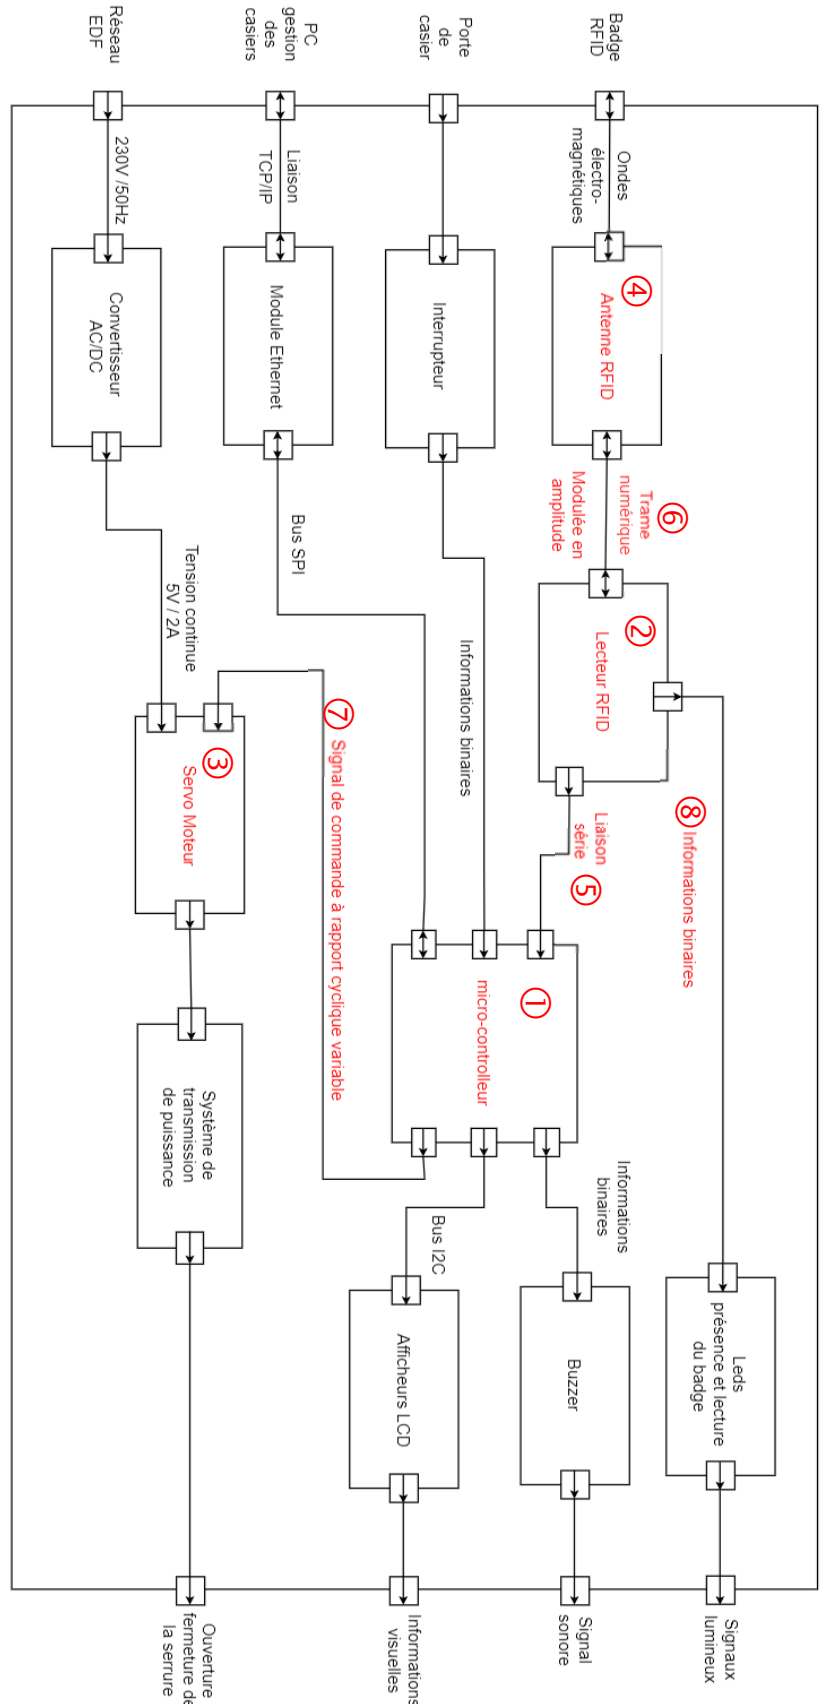 Badge
RFID
Ondes
électro-
magnétiques
④
Antenne RFID
⑥
Trame
numérique
Modulée en
amplitude
②
Lecteur RFID
⑧ Informations binaires
Leds
présence et lecture
du badge
Signaux
lumineux
Liaison
série
⑤
Porte
de
casier
Interrupteur
Informations binaires
①
micro-controlleur
Informations
binaires
Buzzer
Signal
sonore
Bus I2C
Afficheurs LCD
Informations
visuelles
PC
gestion
des
casiers
Liaison
TCP/IP
Module Ethernet
Bus SPI
⑦ Signal de commande à rapport cyclique variable
Réseau
EDF
230V /50Hz
Convertisseur
AC/DC
Tension continue
5V / 2A
③
Servo Moteur
Système de
transmission
de puissance
Ouverture
fermeture de
la serrure